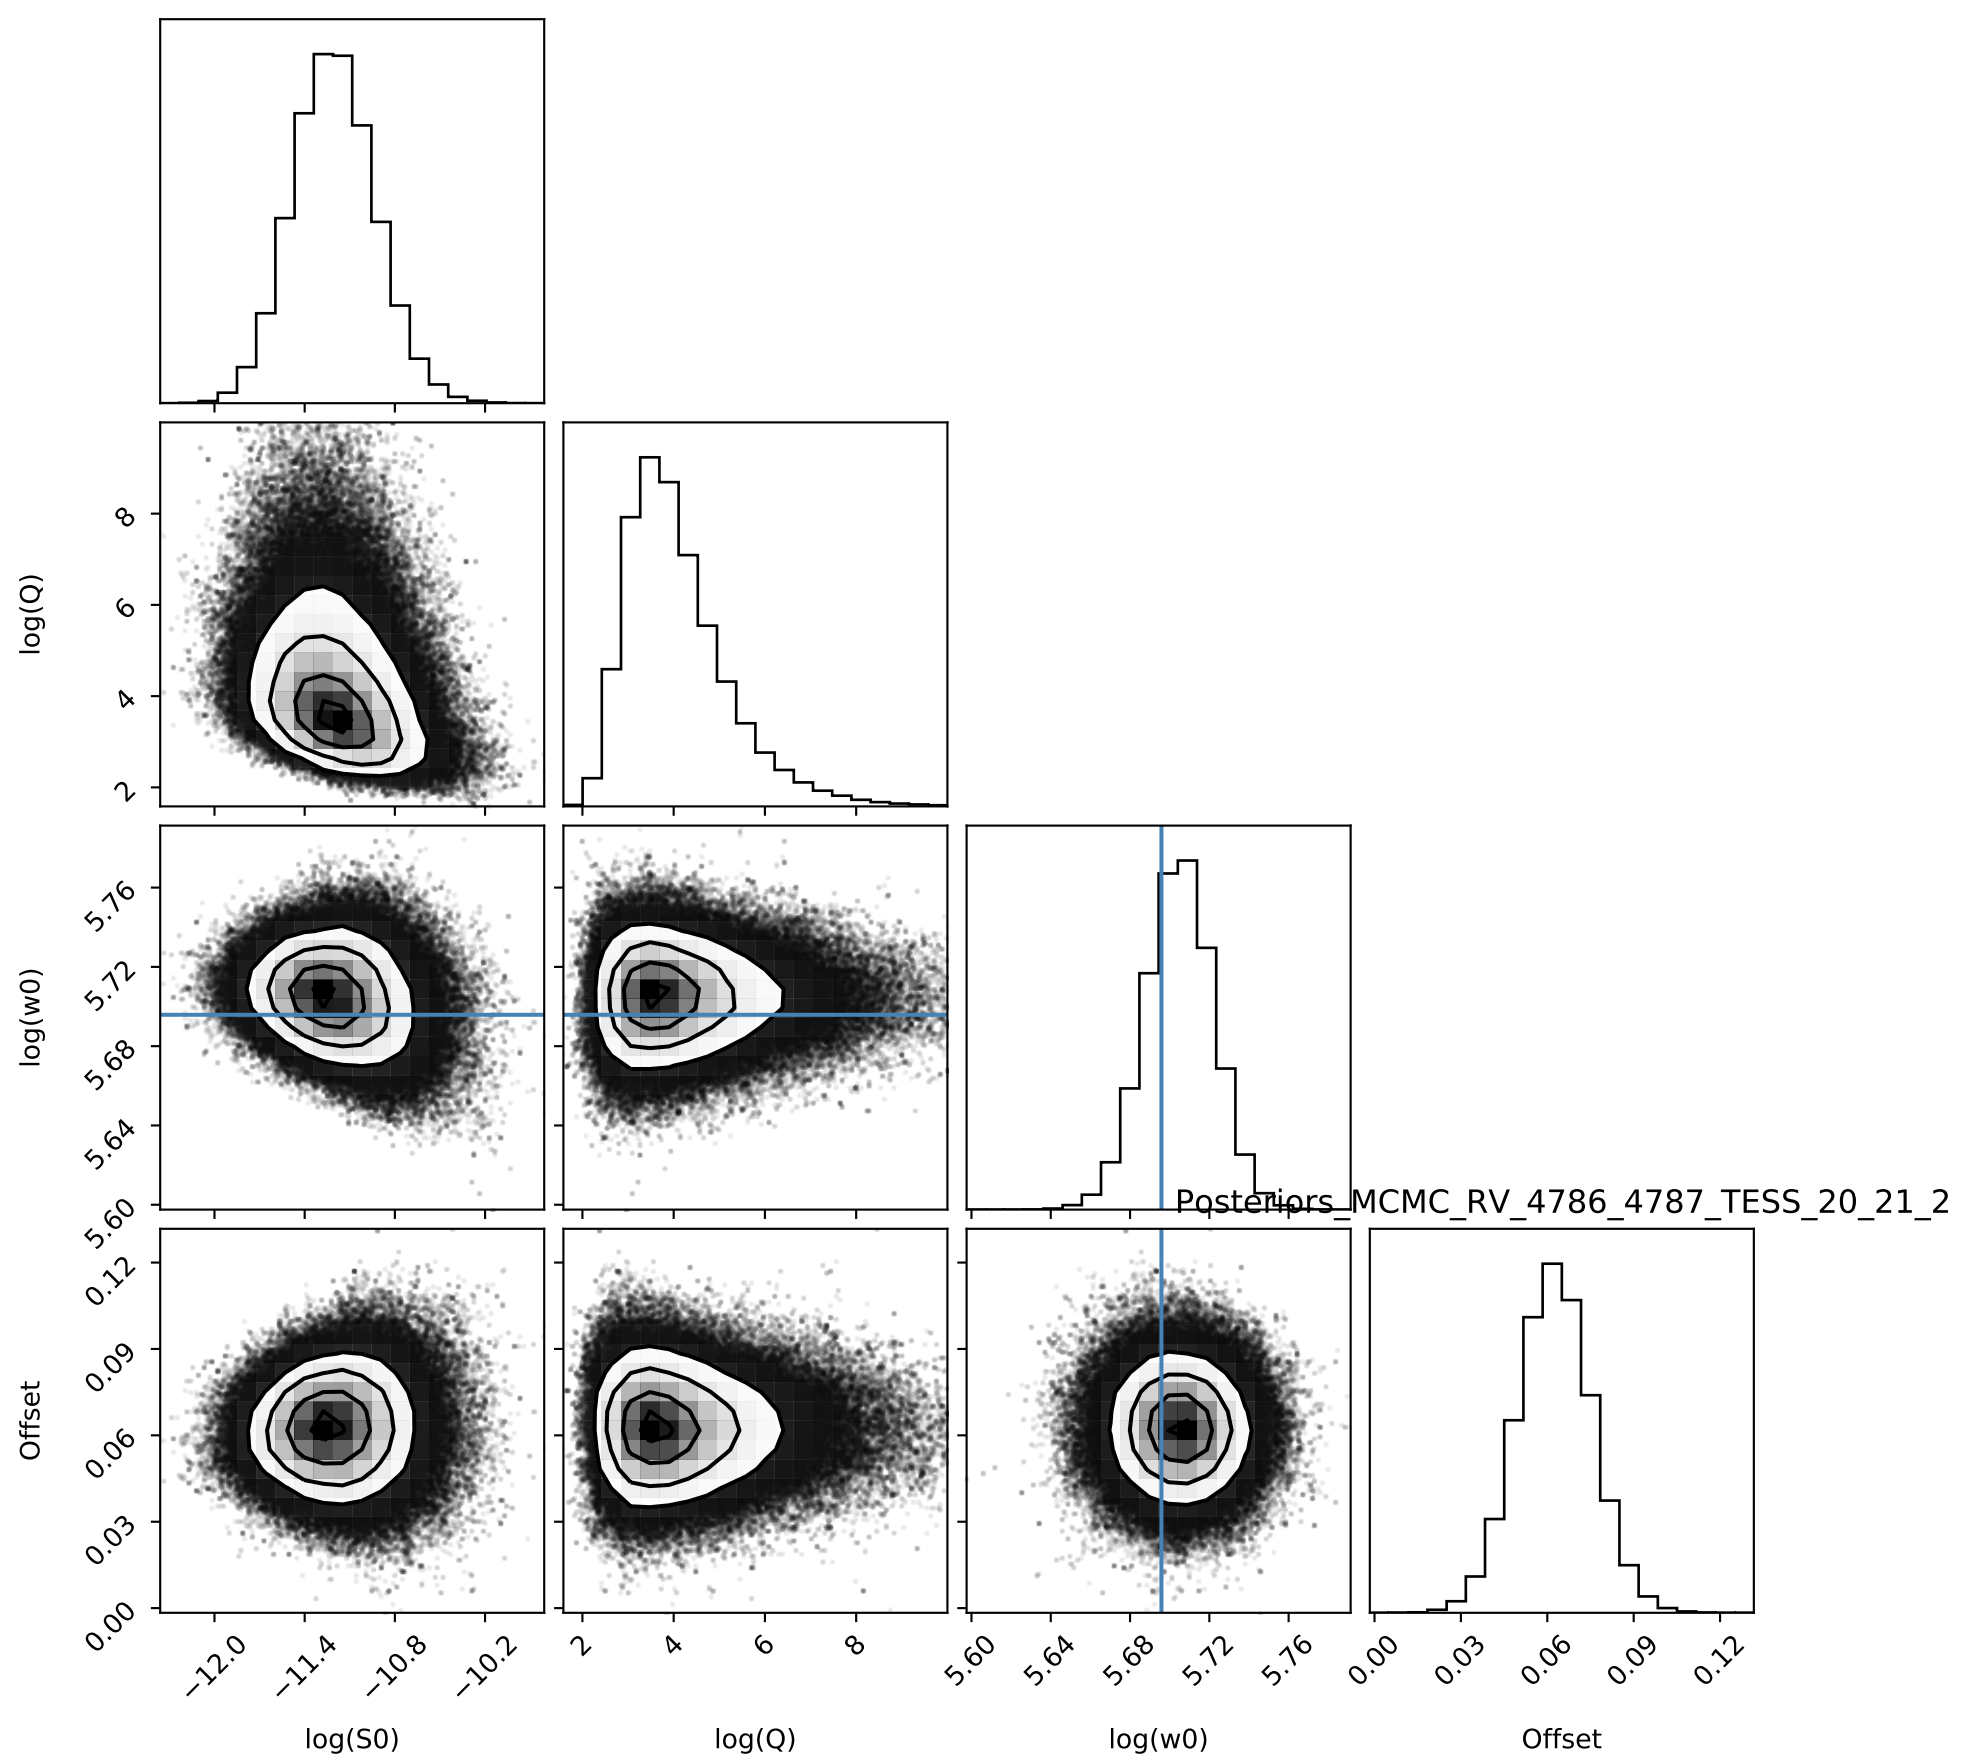 log(Q)
8
6
4
2
log(w0)
5.76
5.72
5.68
5.64
5.60
Posteriors_MCMC_RV_4786_4787_TESS_20_21_2
Offset
0.12
0.09
0.06
0.03
0.00
−12.0 −11.4 −10.8 −10.2
2 4 6 8
5.60 5.64 5.68 5.72 5.76
0.00 0.03 0.06 0.09 0.12
log(S0) log(Q) log(w0) Offset